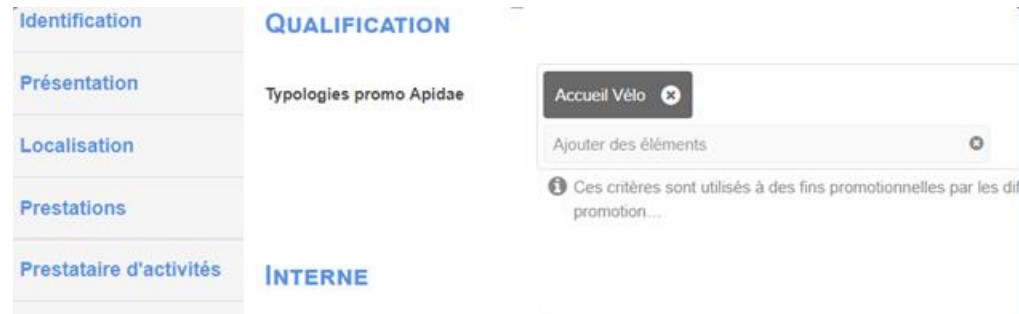 Identification
Présentation
Localisation
Prestations
Prestataire d'activités
QUALIFICATION
Typologies promo Apidae
Accueil Vélo
Ajouter des éléments
Ces critères sont utilisés à des fins promotionnelles par les
promotion...
INTERNE